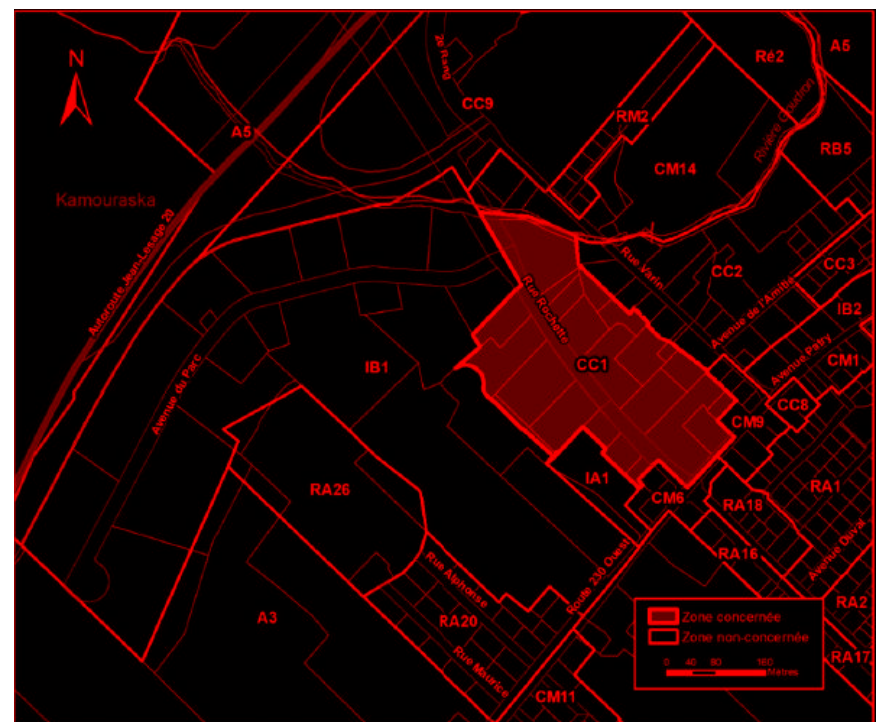 N
2e Rang
A5
Ré2
CC9
RM2
A5
Rivière Goudron
RB5
CM14
Kamouraska
Autoroute Jean-Lesage 20
Rue Varin
CC2
CC3
Avenue de l'Amitié
IB2
Rue Rochette
Avenue Patry
CM1
IB1
CC1
CC8
Avenue du Parc
CM9
IA1
RA26
CM6
RA18
RA1
RA16
Avenue Duval
Route 230 Ouest
Rue Alphonse
A3
RA20
RA2
Rue Maurice
RA17
CM11
Zone concernée
Zone non-concernée
0 40 80 160
Mètres